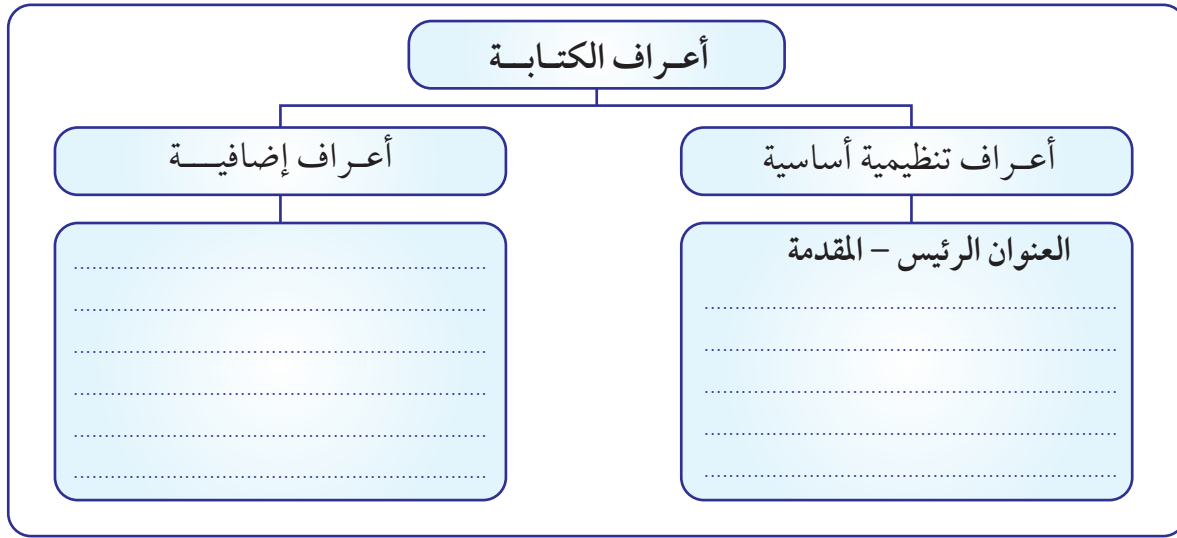 أعراف الكتابة
أعراف تنظيمية أساسية
أعراف إضافية
العنوان الرئيس – المقدمة